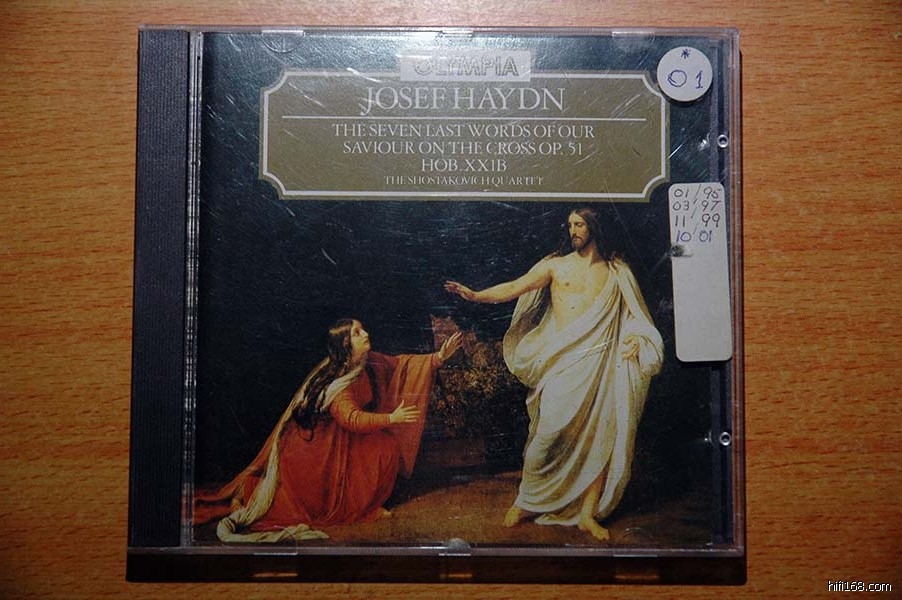 OLYMPIA
JOSEF HAYDN
THE SEVEN LAST WORDS OF OUR
SAVIOUR ON THE CROSS OP. 51
HOB. XX1B
THE SHOSTAKOVICH QUARTET
*
01
01/95
03/97
11/99
10/01
hifi168.com